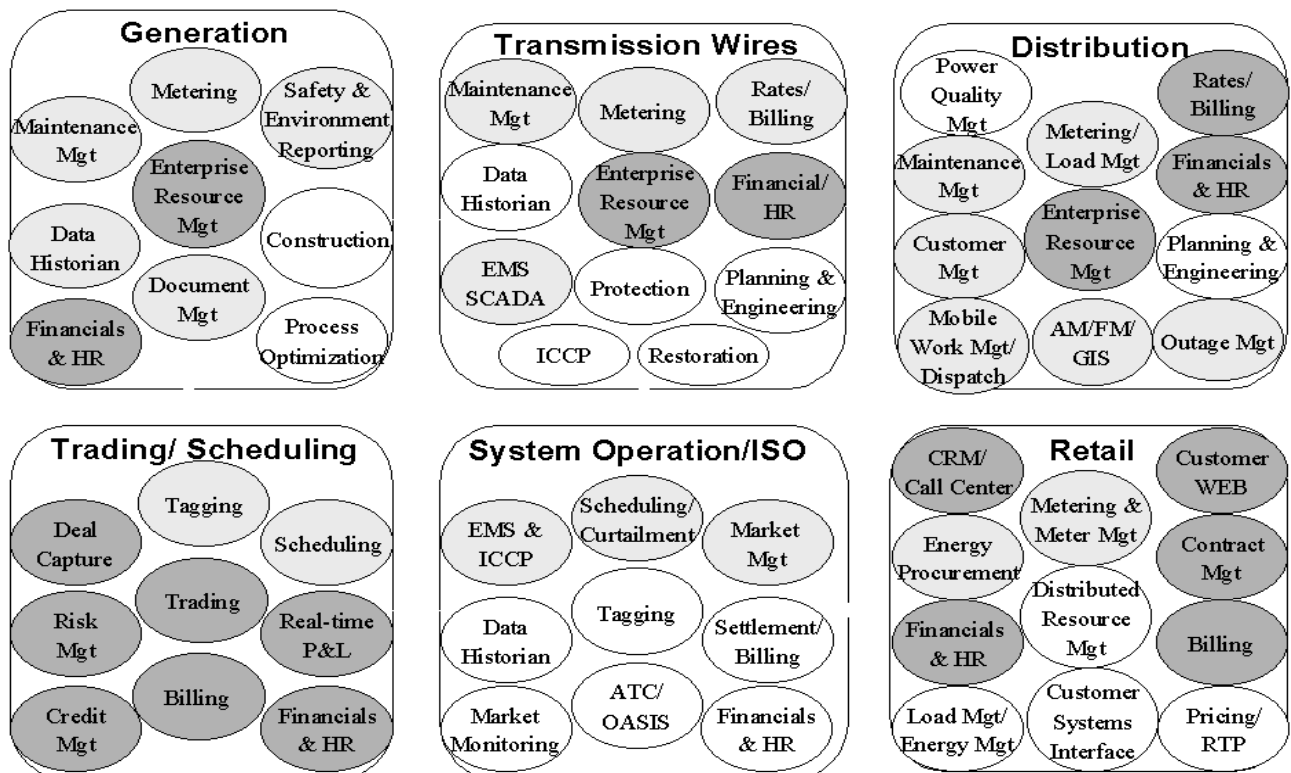 Generation
Metering
Safety &
Environment
Reporting
Maintenance
Mgt
Enterprise
Resource
Mgt
Data
Historian
Construction
Document
Mgt
Financials
& HR
Process
Optimization
Transmission Wires
Maintenance
Mgt
Metering
Rates/
Billing
Data
Historian
Enterprise
Resource
Mgt
Financial/
HR
EMS
SCADA
Protection
Planning &
Engineering
ICCP
Restoration
Distribution
Power
Quality
Mgt
Rates/
Billing
Metering/
Load Mgt
Maintenance
Mgt
Financials
& HR
Enterprise
Resource
Mgt
Customer
Mgt
Planning &
Engineering
Mobile
Work Mgt/
Dispatch
AM/FM/
GIS
Outage Mgt
Trading/ Scheduling
Tagging
Deal
Capture
Scheduling
Trading
Risk
Mgt
Real-time
P&L
Billing
Credit
Mgt
Financials
& HR
System Operation/ISO
EMS &
ICCP
Scheduling/
Curtailment
Market
Mgt
Tagging
Data
Historian
Settlement/
Billing
ATC/
OASIS
Market
Monitoring
Financials
& HR
Retail
CRM/
Call Center
Customer
WEB
Metering &
Meter Mgt
Energy
Procurement
Contract
Mgt
Distributed
Resource
Mgt
Financials
& HR
Billing
Load Mgt/
Energy Mgt
Customer
Systems
Interface
Pricing/
RTP